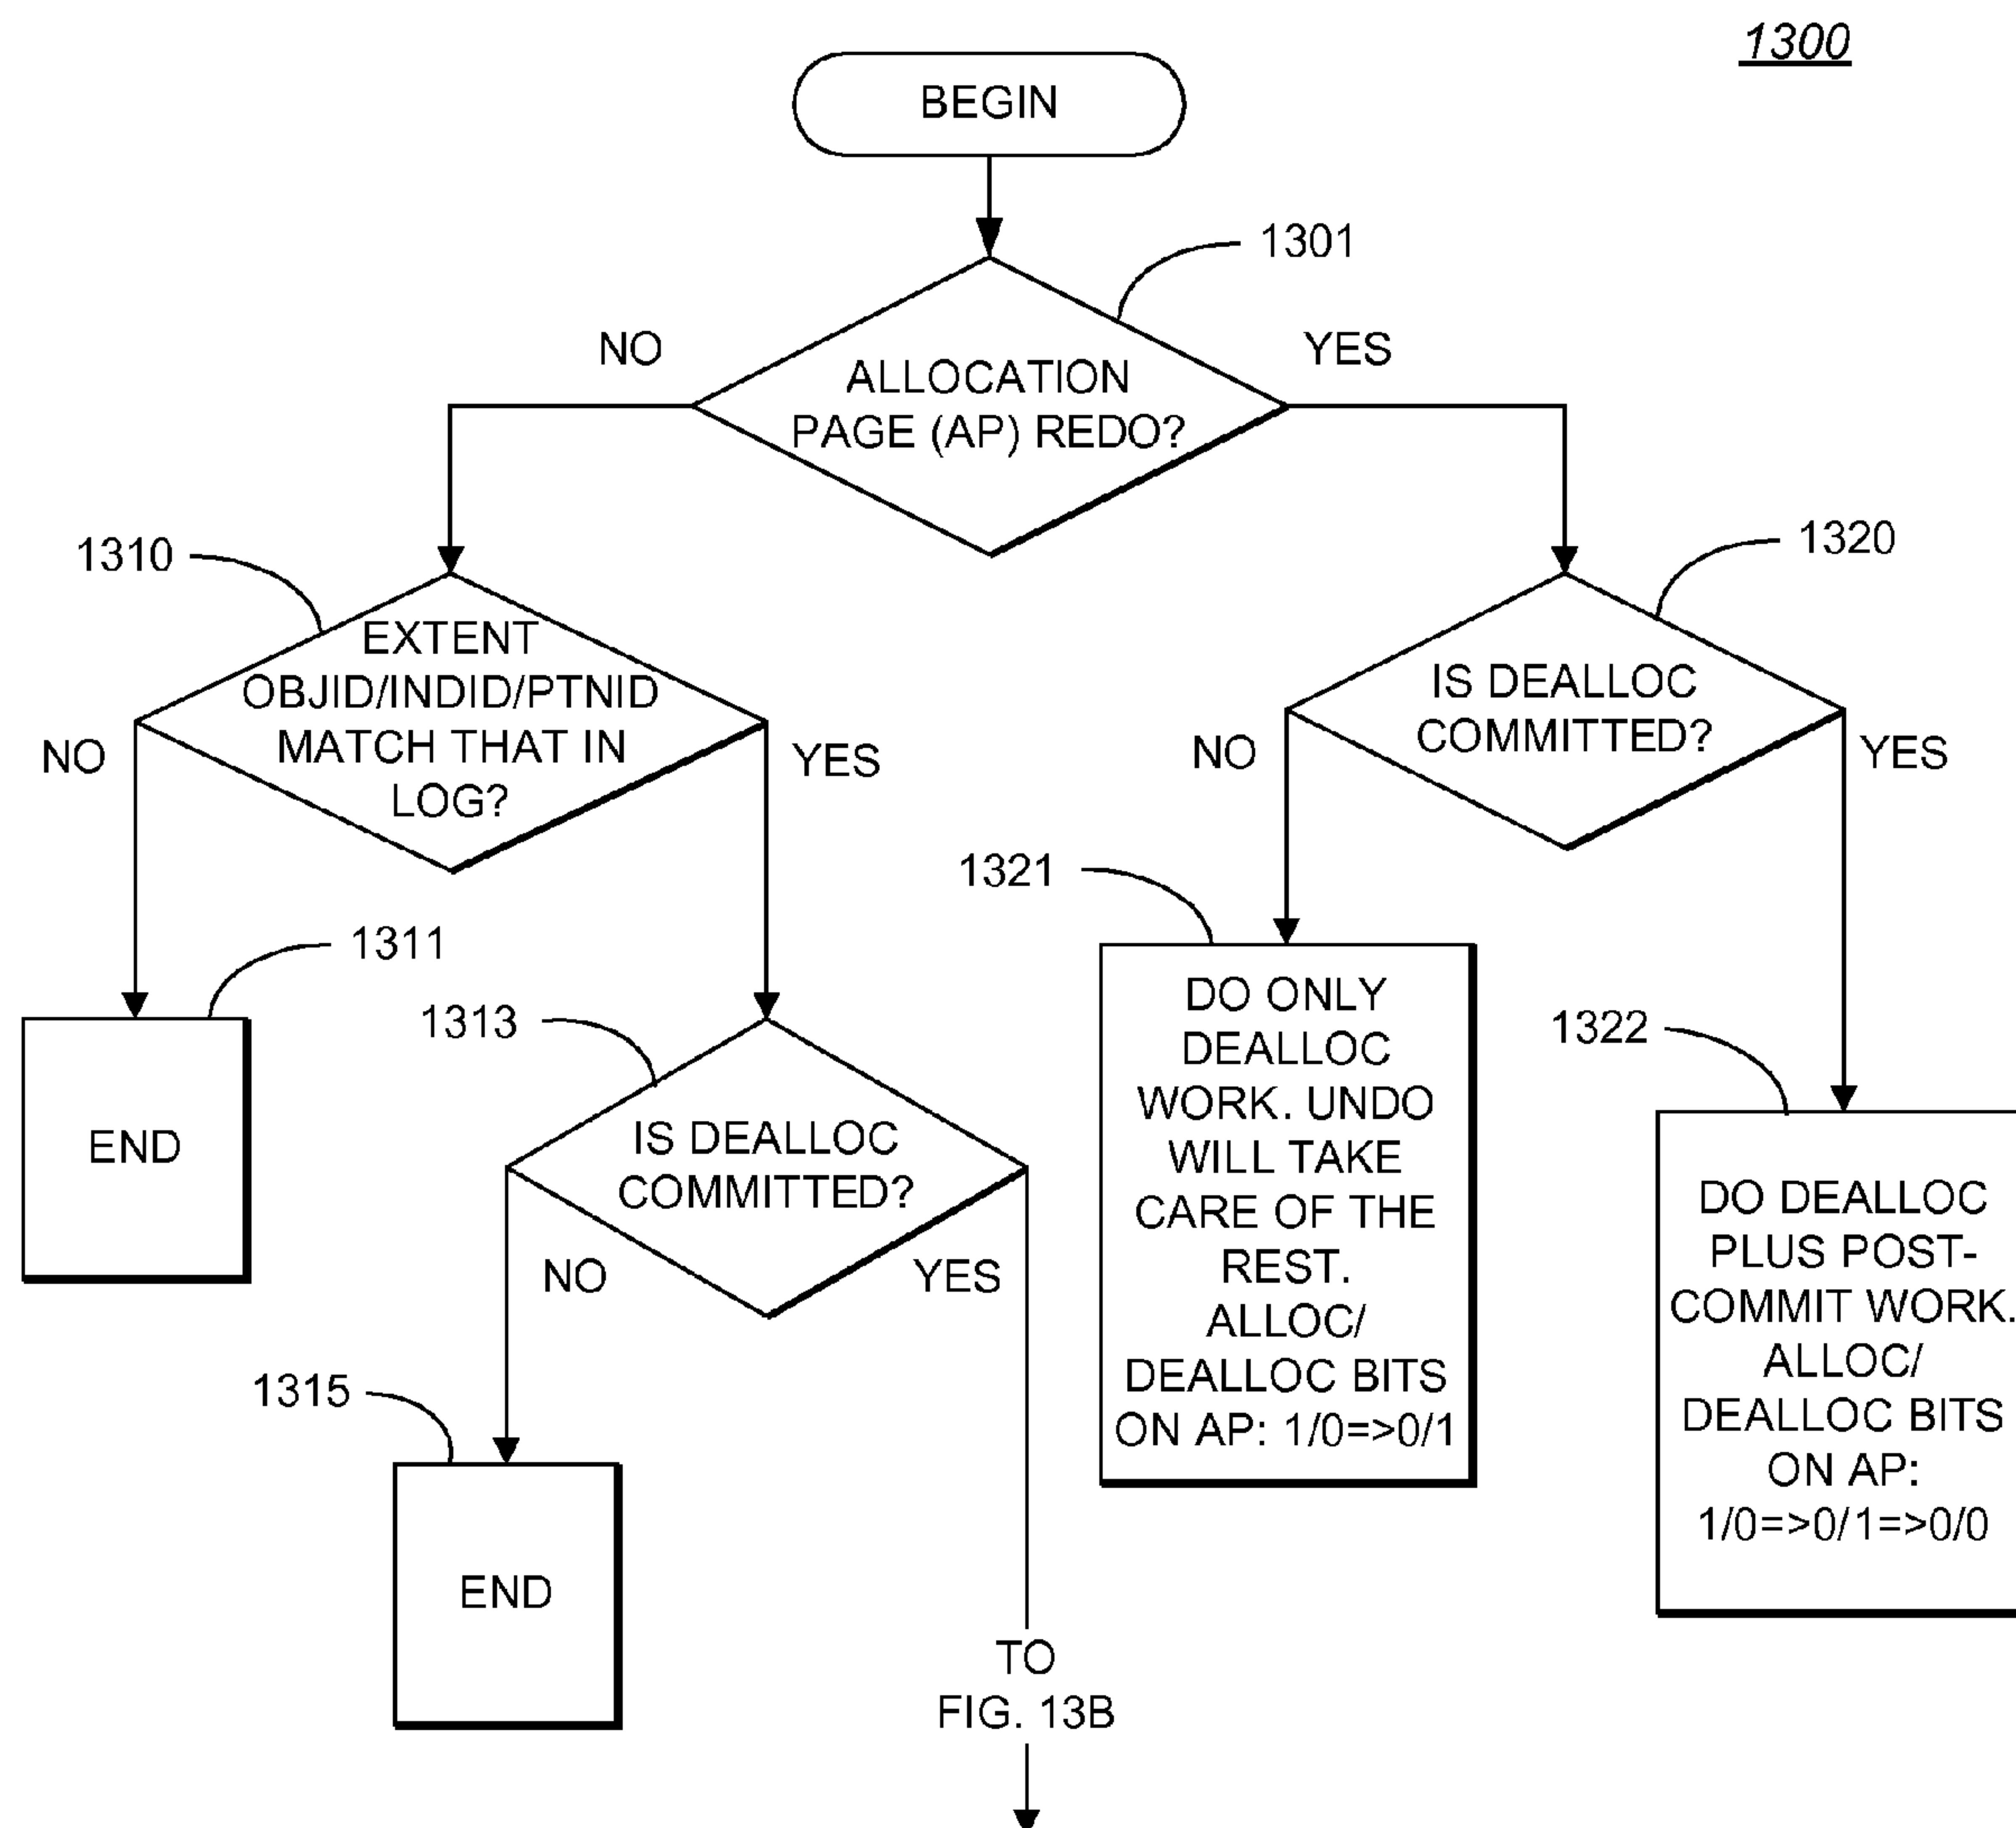 1300
BEGIN
1301
NO
YES
ALLOCATION
PAGE (AP) REDO?
1310
1320
EXTENT
OBJID/INDID/PTNID
MATCH THAT IN
LOG?
NO
YES
IS DEALLOC
COMMITTED?
NO
YES
1311
END
1313
IS DEALLOC
COMMITTED?
NO
YES
1315
END
TO
FIG. 13B
1321
DO ONLY
DEALLOC
WORK. UNDO
WILL TAKE
CARE OF THE
REST.
ALLOC/
DEALLOC BITS
ON AP: 1/0=>0/1
1322
DO DEALLOC
PLUS POST-
COMMIT WORK.
ALLOC/
DEALLOC BITS
ON AP:
1/0=>0/1=>0/0